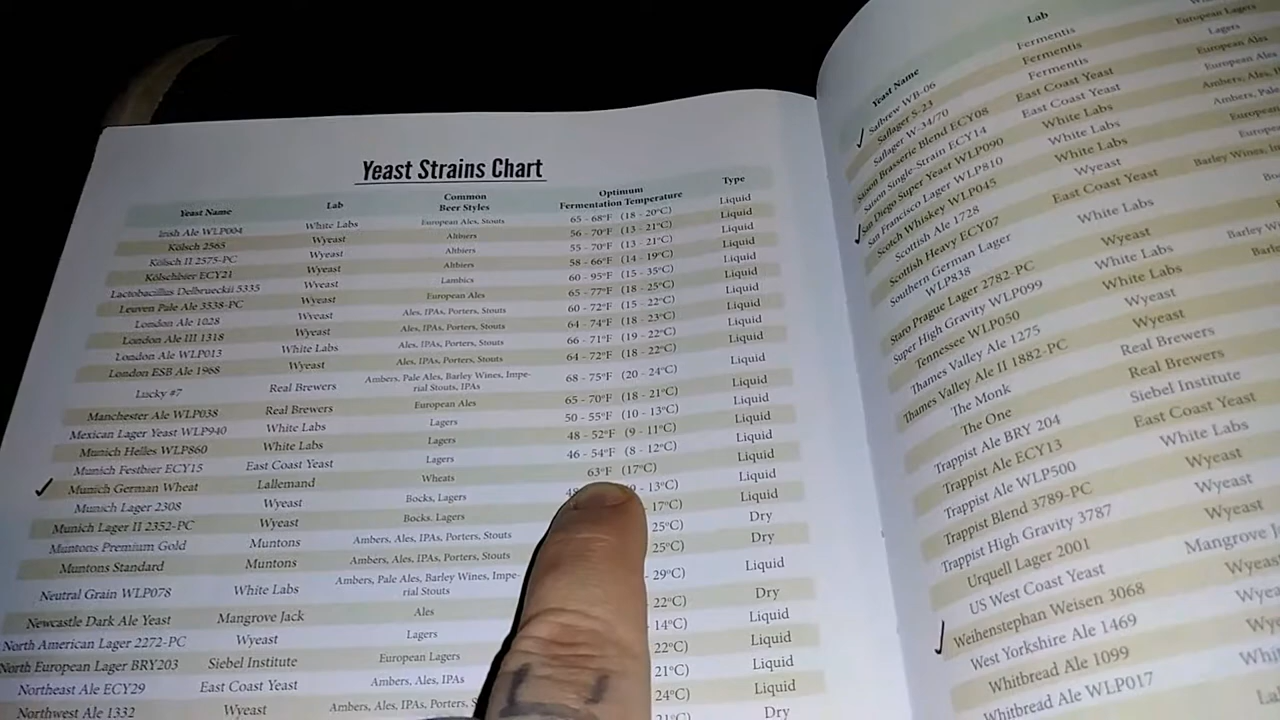 Yeast Strains Chart
Yeast Name Lab Common Beer Styles Optimum Fermentation Temperature Type
Irish Ale WLP004 White Labs European Ales, Stouts 65 - 68°F (18 - 20°C) Liquid
Kölsch 2565 Wyeast Altbiers 56 - 70°F (13 - 21°C) Liquid
Kölsch II 2575-PC Wyeast Altbiers 55 - 70°F (13 - 21°C) Liquid
Kölschbier ECY21 Wyeast Altbiers 58 - 66°F (14 - 19°C) Liquid
Lactobacillus Delbrueckii 5335 Wyeast Lambics 60 - 95°F (15 - 35°C) Liquid
Leuven Pale Ale 3538-PC Wyeast European Ales 65 - 77°F (18 - 25°C) Liquid
London Ale 1028 Wyeast Ales, IPAs, Porters, Stouts 60 - 72°F (15 - 22°C) Liquid
London Ale III 1318 Wyeast Ales, IPAs, Porters, Stouts 64 - 74°F (18 - 23°C) Liquid
London Ale WLP013 White Labs Ales, IPAs, Porters, Stouts 66 - 71°F (19 - 22°C) Liquid
London ESB Ale 1968 Wyeast Ales, IPAs, Porters, Stouts 64 - 72°F (18 - 22°C) Liquid
Lucky #7 Real Brewers Ambers, Pale Ales, Barley Wines, Impe-
rial Stouts, IPAs 68 - 75°F (20 - 24°C) Liquid
Manchester Ale WLP038 Real Brewers European Ales 65 - 70°F (18 - 21°C) Liquid
Mexican Lager Yeast WLP940 White Labs Lagers 50 - 55°F (10 - 13°C) Liquid
Munich Helles WLP860 White Labs Lagers 48 - 52°F (9 - 11°C) Liquid
Munich Festbier ECY15 East Coast Yeast Lagers 46 - 54°F (8 - 12°C) Liquid
✓ Munich German Wheat Lallemand Wheats 63°F (17°C) Liquid
Munich Lager 2308 Wyeast Bocks, Lagers - 13°C) Liquid
Munich Lager II 2352-PC Wyeast Bocks, Lagers - 17°C) Liquid
Muntons Premium Gold Muntons Ambers, Ales, IPAs, Porters, Stouts 25°C) Dry
Muntons Standard Muntons Ambers, Ales, IPAs, Porters, Stouts 25°C) Dry
Neutral Grain WLP078 White Labs Ambers, Pale Ales, Barley Wines, Impe-
rial Stouts - 29°C) Liquid
Newcastle Dark Ale Yeast Mangrove Jack Ales 22°C) Dry
North American Lager 2272-PC Wyeast Lagers 14°C) Liquid
North European Lager BRY203 Siebel Institute European Lagers 22°C) Liquid
Northeast Ale ECY29 East Coast Yeast Ambers, Ales, IPAs 21°C) Liquid
Northwest Ale 1332 Wyeast Ambers, Ales, IPAs, Porters, 24°C) Liquid
21°C) Dry
Yeast Name Lab
✓ Safbrew WB-06 Fermentis European Lagers
Saflager S-23 Fermentis Lagers
Saflager W-34/70 Fermentis European Ales
Saison Brasserie Blend ECY08 East Coast Yeast European Ales
Saison Single-Strain ECY14 East Coast Yeast
✓ San Diego Super Yeast WLP090 White Labs
San Francisco Lager WLP810 White Labs
Scotch Whiskey WLP045
Scottish Ale 1728 Wyeast
Scottish Heavy ECY07 East Coast Yeast
Southern German Lager
WLP838 White Labs
Staro Prague Lager 2782-PC Wyeast
Super High Gravity WLP099 White Labs
Tennessee WLP050 White Labs
Thames Valley Ale 1275 Wyeast
Thames Valley Ale II 1882-PC Wyeast
The Monk Real Brewers
The One Real Brewers
Trappist Ale BRY 204 Siebel Institute
Trappist Ale ECY13 East Coast Yeast
Trappist Ale WLP500 White Labs
Trappist Blend 3789-PC Wyeast
Trappist High Gravity 3787 Wyeast
Urquell Lager 2001 Wyeast
US West Coast Yeast Mangrove
✓ Weihenstephan Weisen 3068
West Yorkshire Ale 1469
Whitbread Ale 1099
Whitbread Ale WLP017